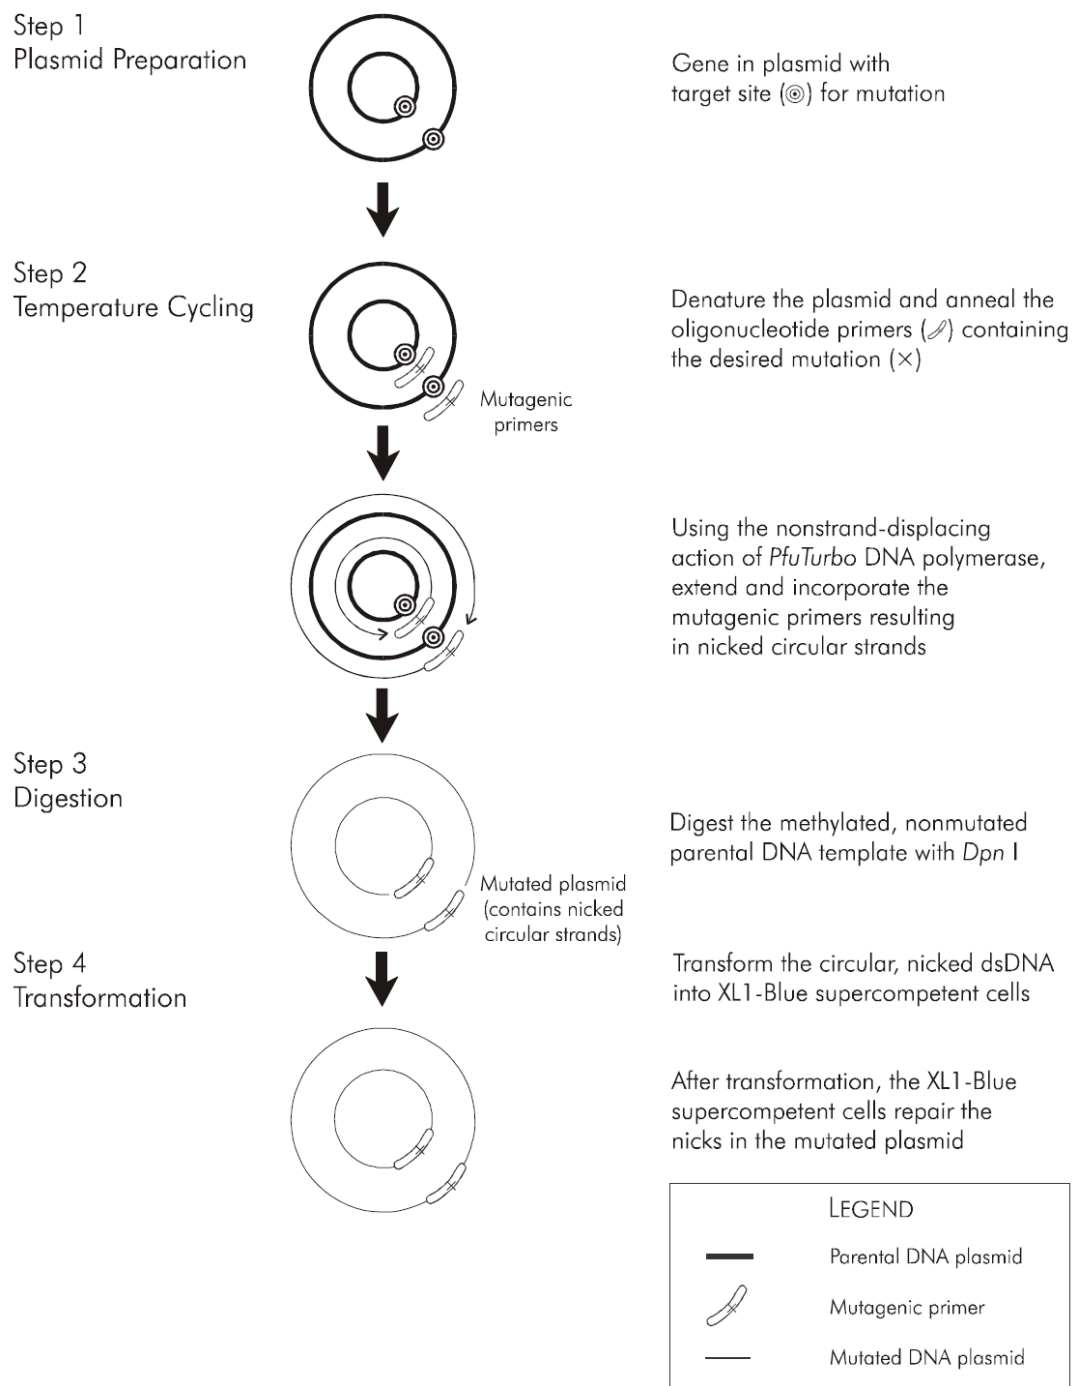 Step 1
Plasmid Preparation
Gene in plasmid with
target site (◎) for mutation
Step 2
Temperature Cycling
Denature the plasmid and anneal the
oligonucleotide primers () containing
the desired mutation (×)
Mutagenic
primers
Using the nonstrand-displacing
action of PfuTurbo DNA polymerase,
extend and incorporate the
mutagenic primers resulting
in nicked circular strands
Step 3
Digestion
Digest the methylated, nonmutated
parental DNA template with Dpn I
Mutated plasmid
(contains nicked
circular strands)
Step 4
Transformation
Transform the circular, nicked dsDNA
into XL1-Blue supercompetent cells
After transformation, the XL1-Blue
supercompetent cells repair the
nicks in the mutated plasmid
LEGEND
Parental DNA plasmid
Mutagenic primer
Mutated DNA plasmid